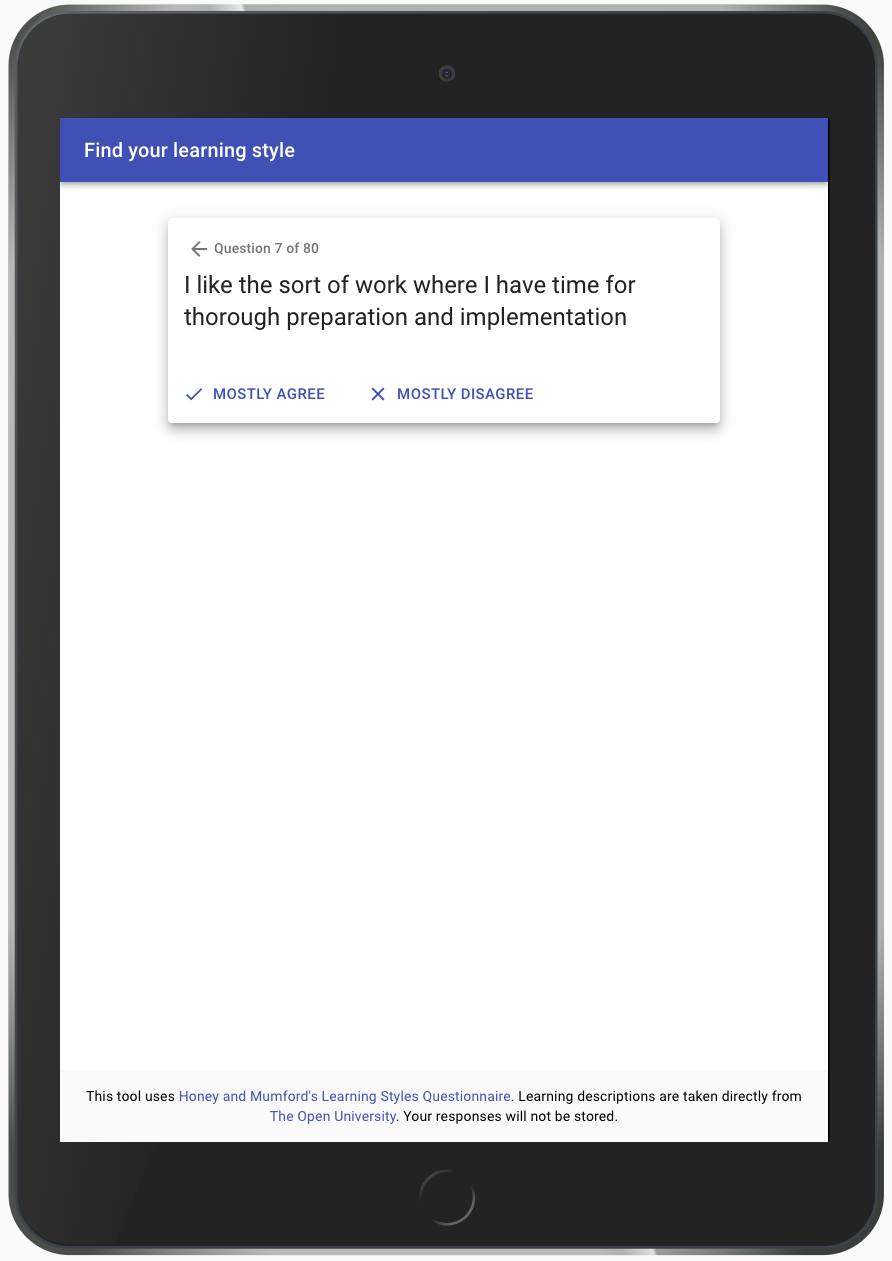 Find your learning style
Question 7 of 80
I like the sort of work where I have time for
thorough preparation and implementation
MOSTLY AGREE MOSTLY DISAGREE
This tool uses Honey and Mumford's Learning Styles Questionnaire. Learning descriptions are taken directly from
The Open University. Your responses will not be stored.